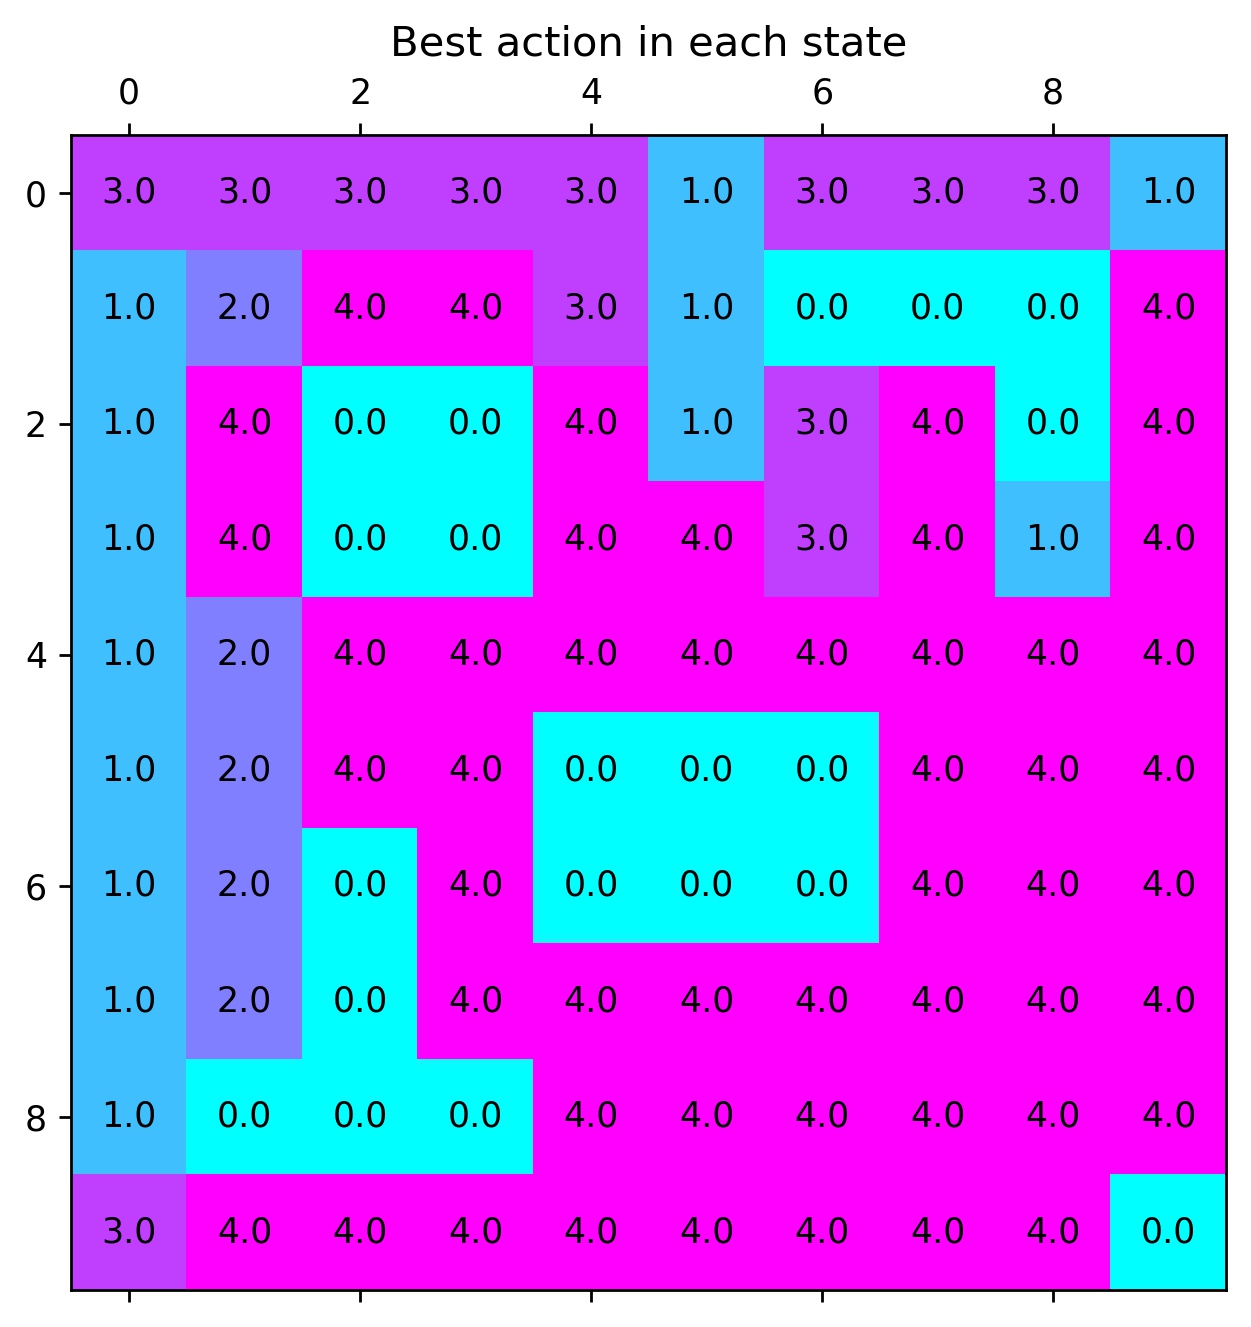 Best action in each state
0 2 4 6 8
0 3.0 3.0 3.0 3.0 3.0 1.0 3.0 3.0 3.0 1.0
1.0 2.0 4.0 4.0 3.0 1.0 0.0 0.0 0.0 4.0
2 1.0 4.0 0.0 0.0 4.0 1.0 3.0 4.0 0.0 4.0
1.0 4.0 0.0 0.0 4.0 4.0 3.0 4.0 1.0 4.0
4 1.0 2.0 4.0 4.0 4.0 4.0 4.0 4.0 4.0 4.0
1.0 2.0 4.0 4.0 0.0 0.0 0.0 4.0 4.0 4.0
6 1.0 2.0 0.0 4.0 0.0 0.0 0.0 4.0 4.0 4.0
1.0 2.0 0.0 4.0 4.0 4.0 4.0 4.0 4.0 4.0
8 1.0 0.0 0.0 0.0 4.0 4.0 4.0 4.0 4.0 4.0
3.0 4.0 4.0 4.0 4.0 4.0 4.0 4.0 4.0 0.0